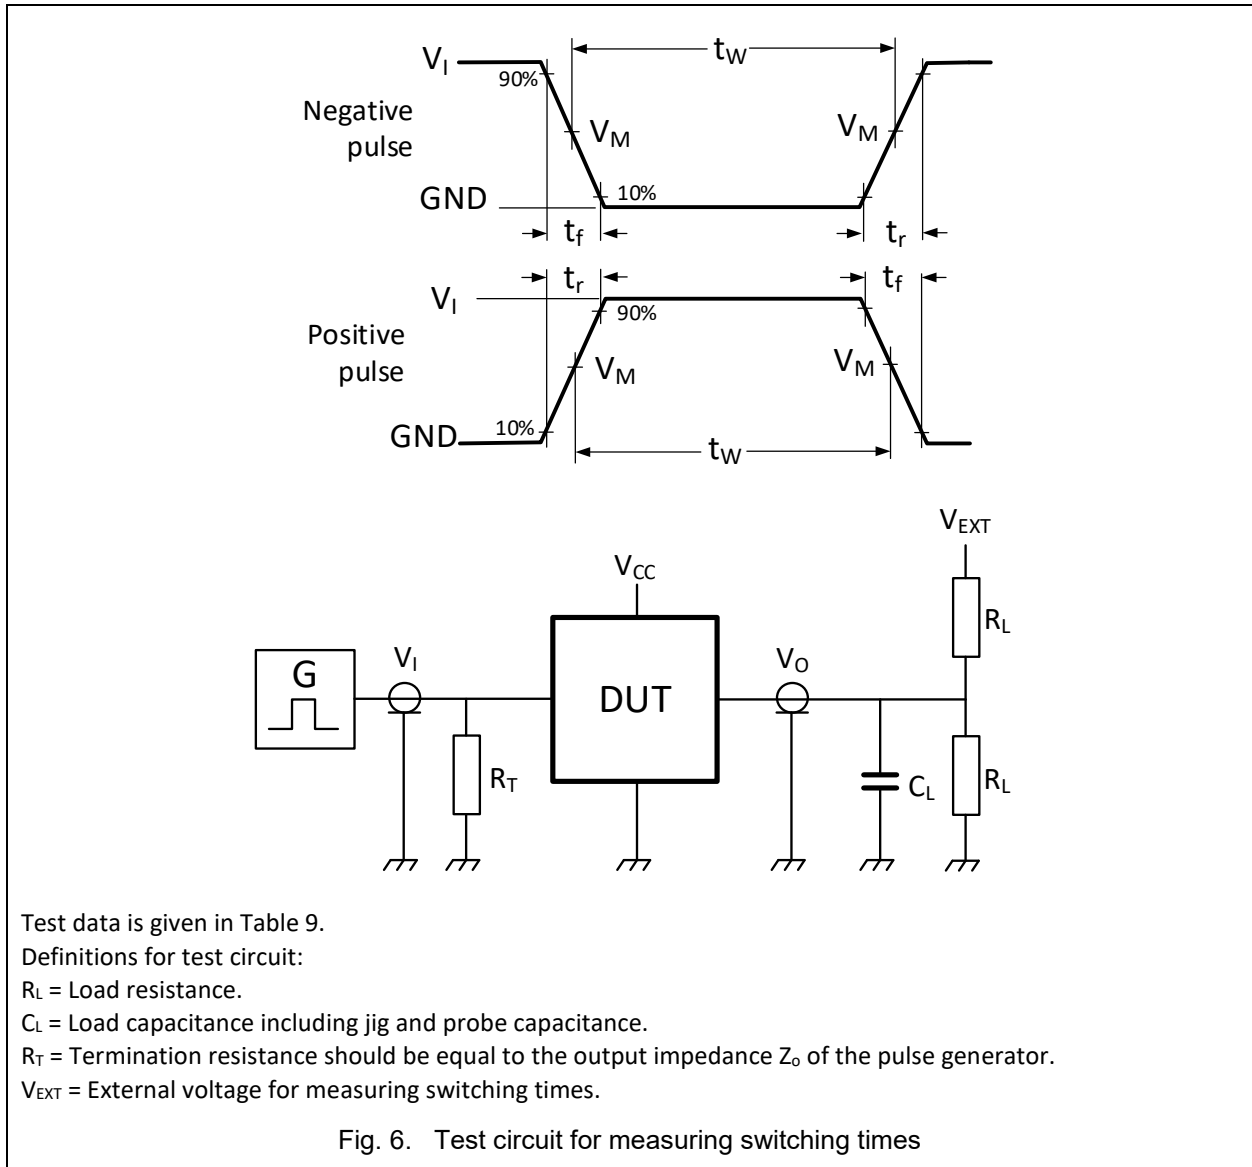 tW
VI
90%
Negative
pulse
VM
VM
GND
10%
tf
tr
tr
tf
VI
90%
Positive
pulse
VM
VM
10%
GND
tW
VEXT
VCC
RL
G
VI
DUT
VO
RT
CL
RL
Test data is given in Table 9.
Definitions for test circuit:
RL = Load resistance.
CL = Load capacitance including jig and probe capacitance.
RT = Termination resistance should be equal to the output impedance Zo of the pulse generator.
VEXT = External voltage for measuring switching times.
Fig. 6. Test circuit for measuring switching times